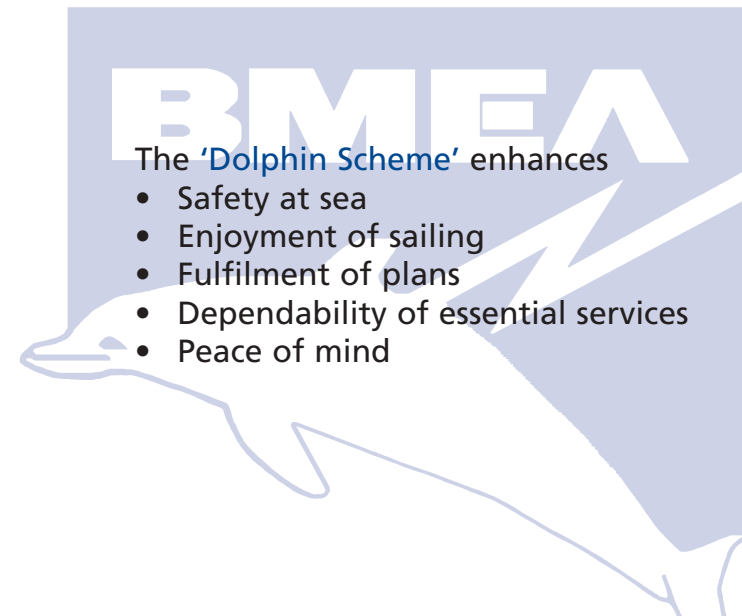 BMEA
The ‘Dolphin Scheme’ enhances
• Safety at sea
• Enjoyment of sailing
• Fulfilment of plans
• Dependability of essential services
• Peace of mind